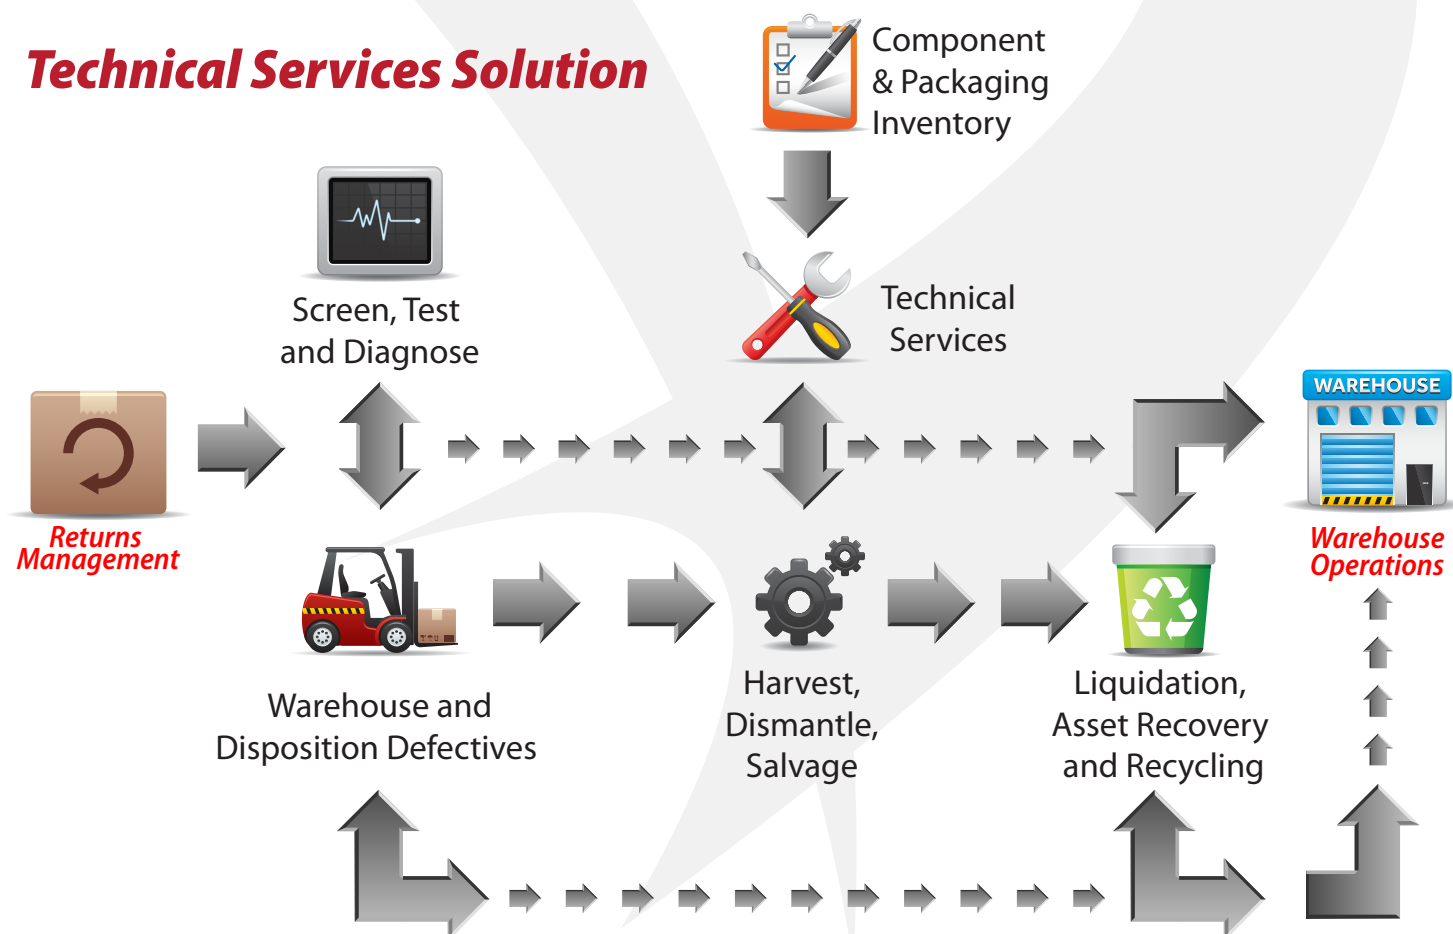 Technical Services Solution
Component
& Packaging
Inventory
Screen, Test
and Diagnose
Technical
Services
WAREHOUSE
Returns
Management
Warehouse
Operations
Warehouse and
Disposition Defectives
Harvest,
Dismantle,
Salvage
Liquidation,
Asset Recovery
and Recycling